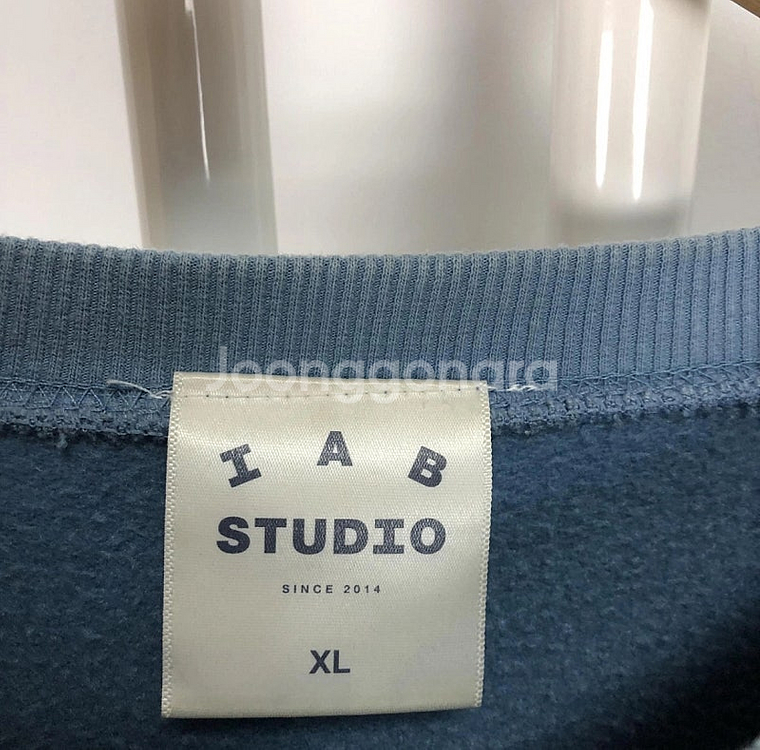 Joonggonara
I A B
STUDIO
SINCE 2014
XL